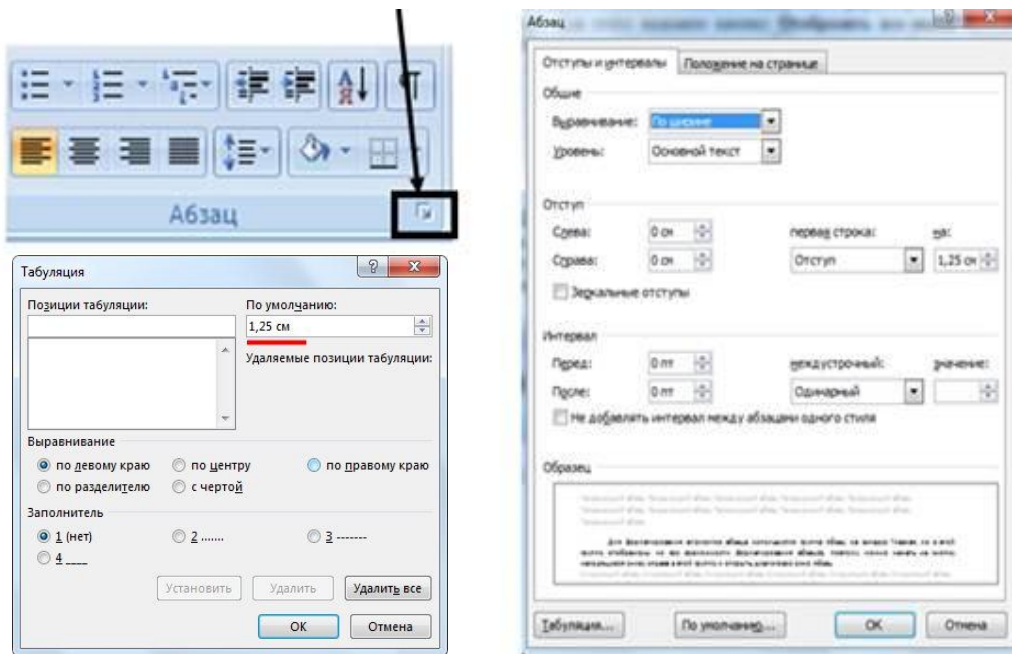 Абзац
Табуляция
Позиции табуляции:
По умолчанию:
1,25 см
Удаляемые позиции табуляции:
Выравнивание
по левому краю по центру по правому краю
по разделителю с чертой
Заполнитель
1 (нет) 2 ...... 3 -------
4 ____
Установить Удалить Удалить все
ОК Отмена
Абзац
Отступы и интервалы Положение на странице
Общие
Выравнивание: По ширине
Уровень: Основной текст
Отступ
Слева: 0 см первая строка: на:
Справа: 0 см Отступ 1,25 см
Зеркальные отступы
Интервал
Перед: 0 пт междустрочный: значение:
После: 0 пт Одинарный
Не добавлять интервал между абзацами одного стиля
Образец
Табуляция... По умолчанию... ОК Отмена